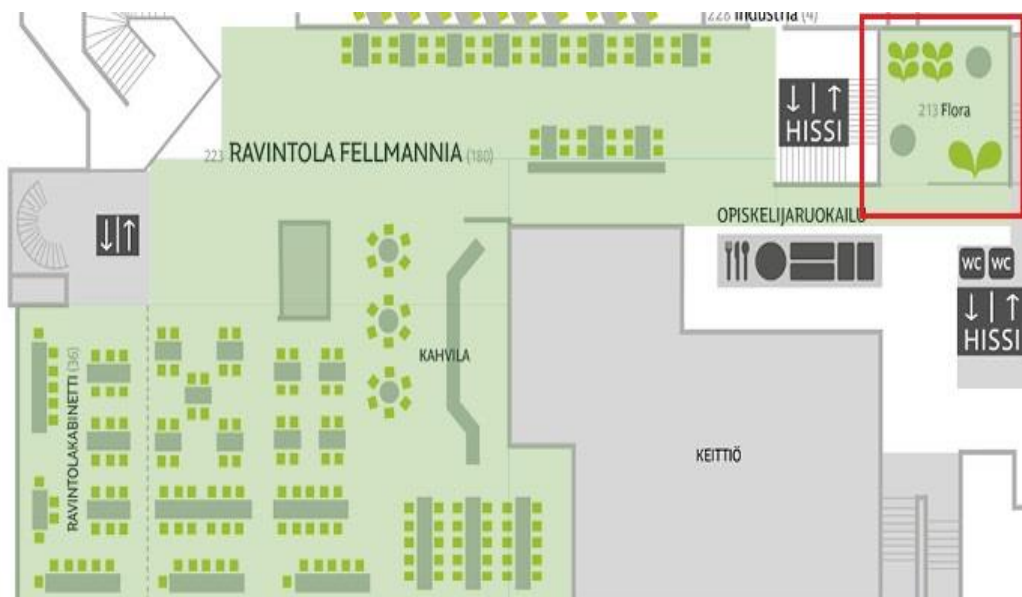 228 Industria (4)
213 Flora
↓|↑
HISSI
223 RAVINTOLA FELLMANNIA (180)
↓|↑
OPISKELIJARUOKAILU
WC WC
↓|↑
HISSI
KAHVILA
RAVINTOLAKABINETTI (36)
KEITTIÖ